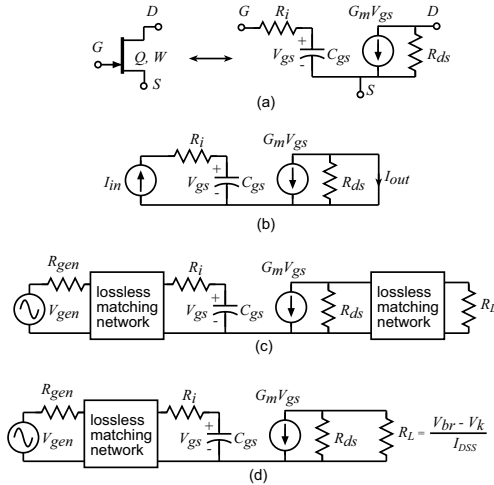 D
G
Q, W
S
G
Ri
Vgs
+
-
Cgs
GmVgs
D
Rds
S
(a)
Iin
Ri
Vgs
+
-
Cgs
GmVgs
Rds
Iout
(b)
Rgen
Vgen
lossless
matching
network
Ri
Vgs
+
-
Cgs
GmVgs
Rds
lossless
matching
network
RL
(c)
Rgen
Vgen
lossless
matching
network
Ri
Vgs
+
-
Cgs
GmVgs
Rds
RL = Vbr - Vk
IDSS
(d)